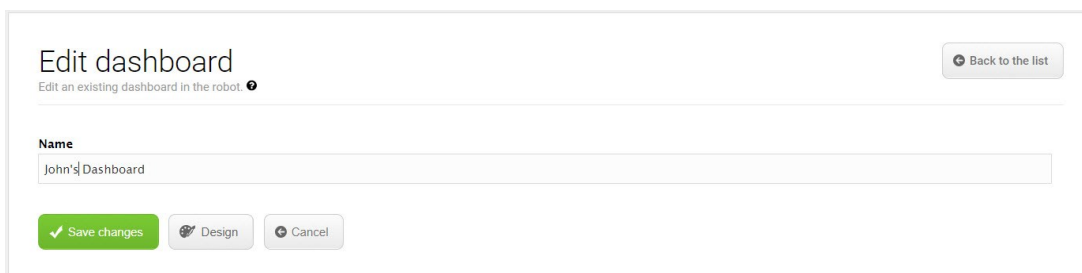 Edit dashboard
Back to the list
Edit an existing dashboard in the robot. ?
Name
John's Dashboard
Save changes
Design
Cancel